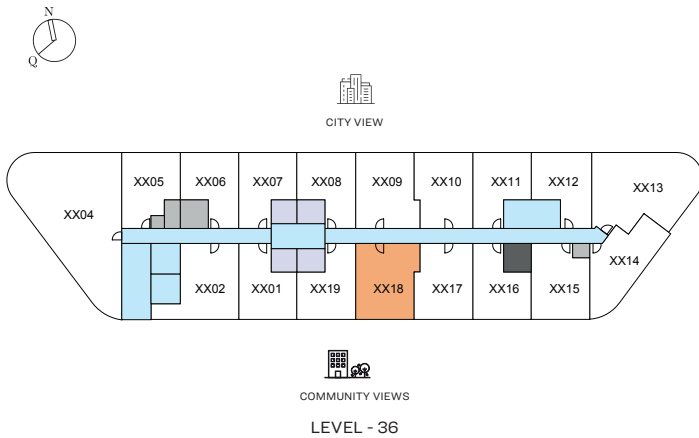 N
Q
CITY VIEW
XX05 XX06 XX07 XX08 XX09 XX10 XX11 XX12 XX13
XX04
XX14
XX02 XX01 XX19 XX18 XX17 XX16 XX15
COMMUNITY VIEWS
LEVEL - 36